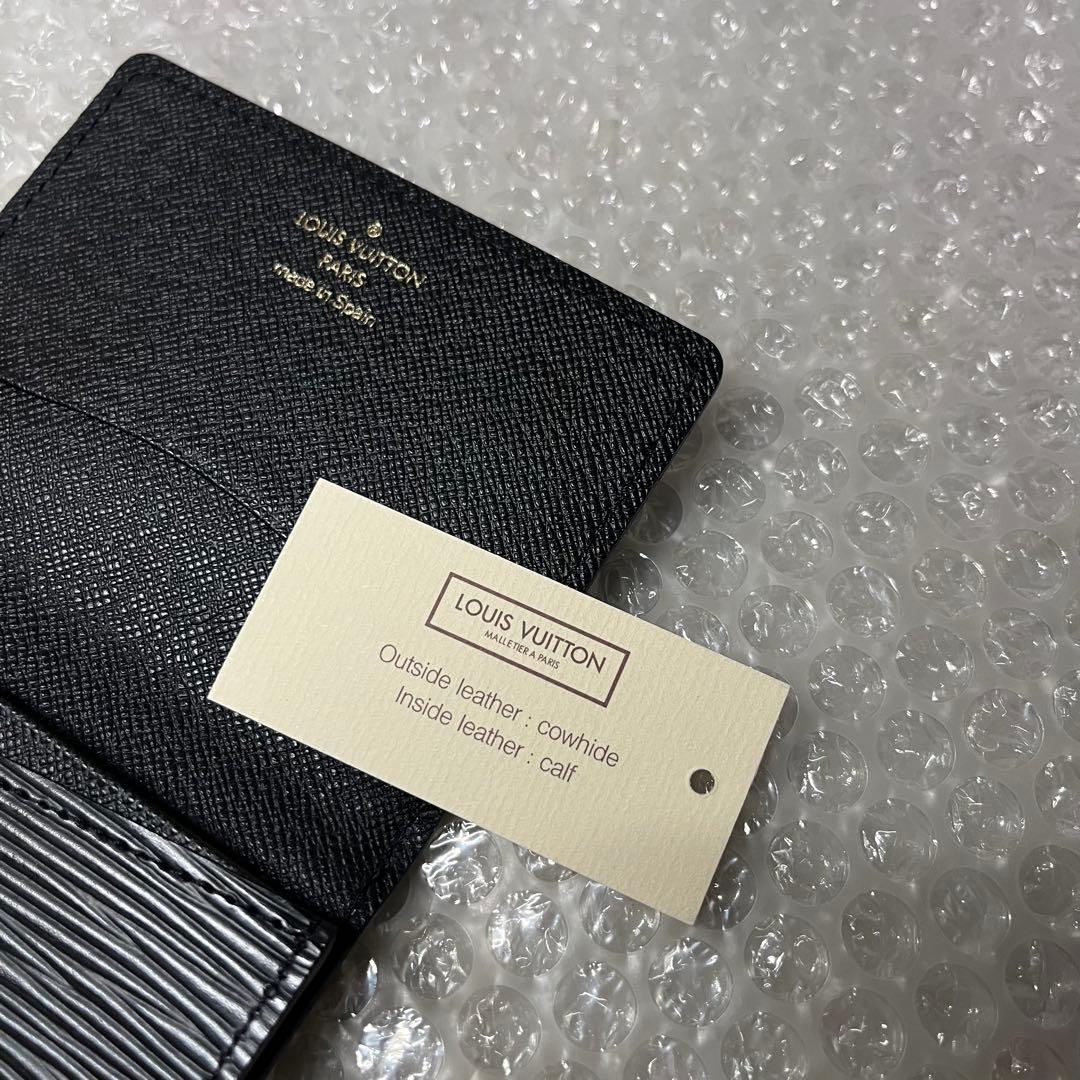 LOUIS VUITTON
PARIS
made in Spain
LOUIS VUITTON
MALLETIER A PARIS
Outside leather : cowhide
Inside leather : calf